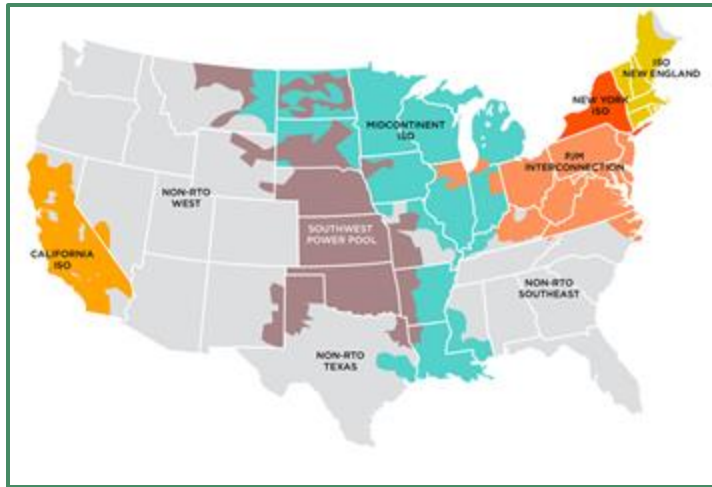 ISO
NEW ENGLAND
NEW YORK
ISO
MIDCONTINENT
ISO
PJM
INTERCONNECTION
NON-RTO
WEST
SOUTHWEST
POWER POOL
CALIFORNIA
ISO
NON-RTO
SOUTHEAST
NON-RTO
TEXAS